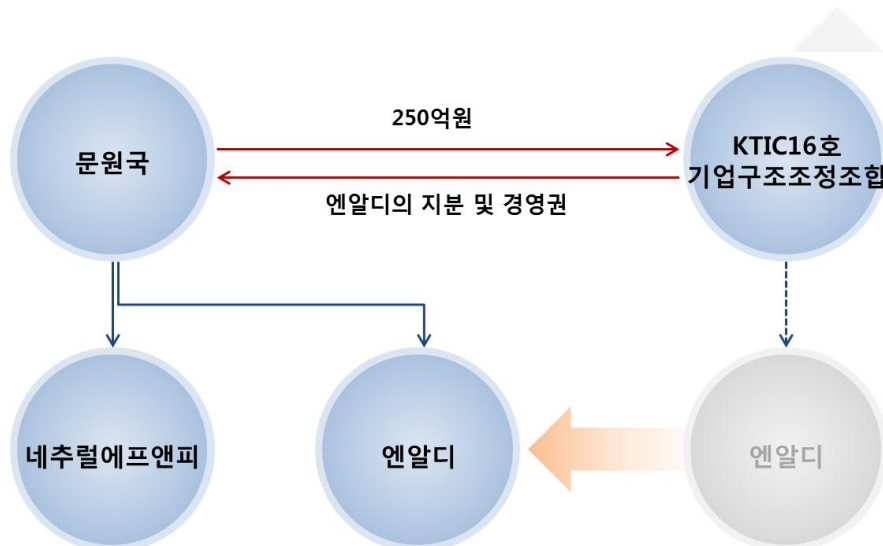 250억원
문원국
KTIC16호
기업구조조정조합
엔알디의 지분 및 경영권
네추럴에프앤피
엔알디
엔알디